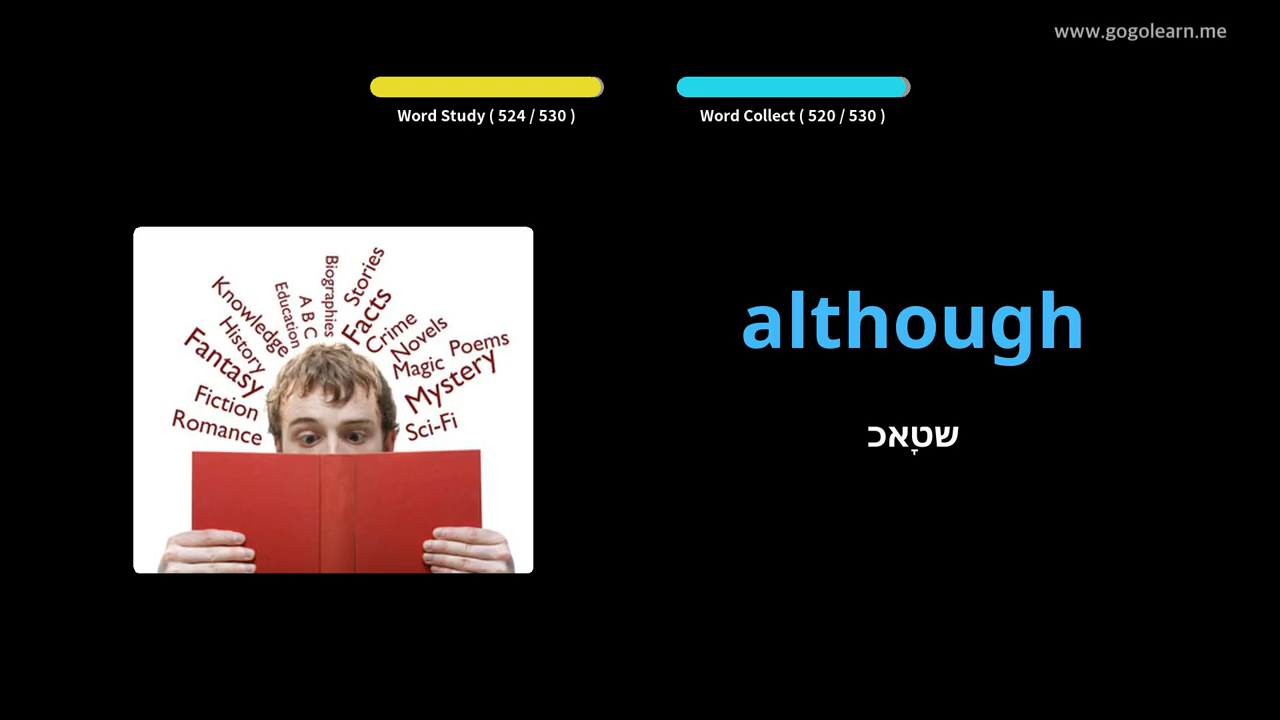 www.gogolearn.me
Word Study ( 524 / 530 )
Word Collect ( 520 / 530 )
Biographies
Stories
Education
A B C
Facts
Knowledge
Crime
History
Novels
Fantasy
Magic
Poems
Mystery
Fiction
Romance
Sci-Fi
although
שטָאכ